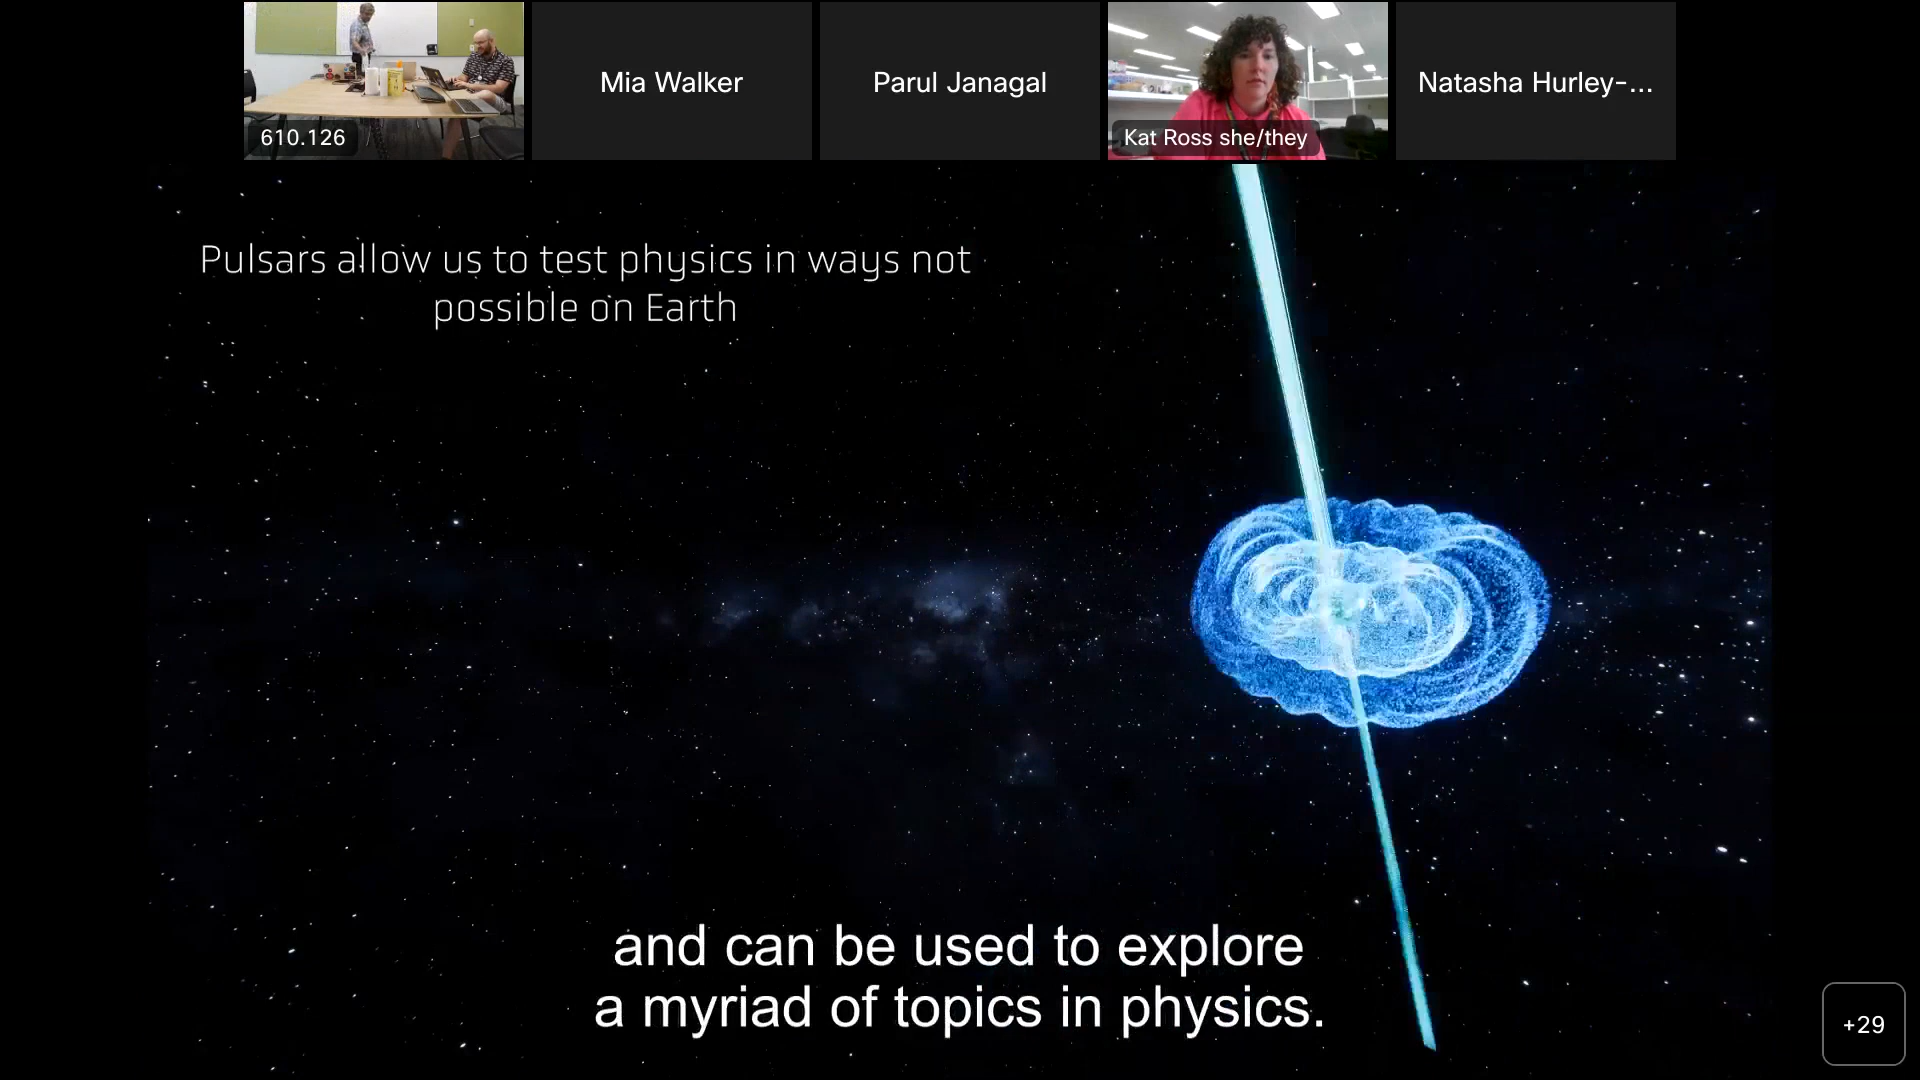 610.126
Mia Walker
Parul Janagal
Kat Ross she/they
Natasha Hurley-...
Pulsars allow us to test physics in ways not
possible on Earth
and can be used to explore
a myriad of topics in physics.
+29